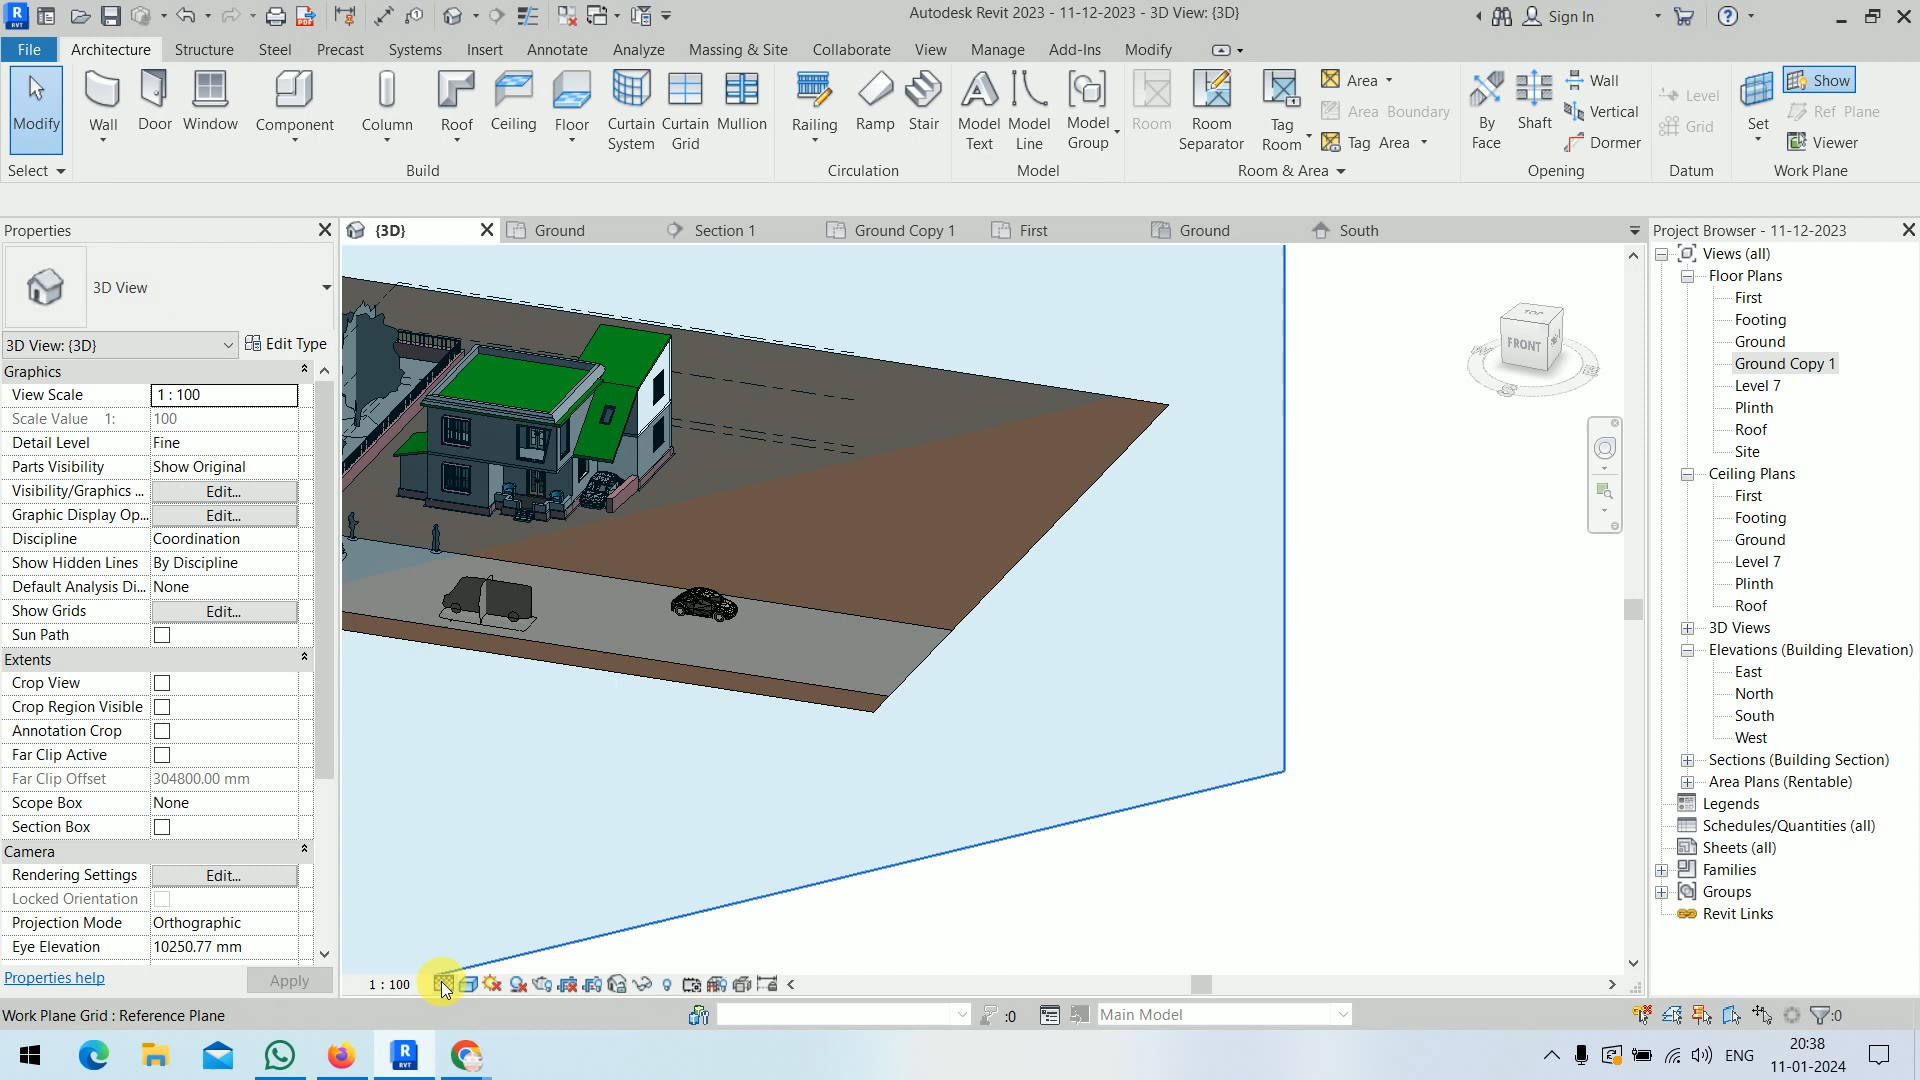 Autodesk Revit 2023 - 11-12-2023 - 3D View: {3D}
Sign In
File Architecture Structure Steel Precast Systems Insert Annotate Analyze Massing & Site Collaborate View Manage Add-Ins Modify
Modify
Wall Door Window Component Column Roof Ceiling Floor Curtain System Curtain Grid Mullion
Railing Ramp Stair
Model Text Model Line Model Group
Room Room Separator Tag Room
Area
Area Boundary
Tag Area
By Face Shaft
Wall
Vertical
Dormer
Level
Grid
Set
Show
Ref Plane
Viewer
Select Build Circulation Model Room & Area Opening Datum Work Plane
Properties
{3D} Ground Section 1 Ground Copy 1 First Ground South
Project Browser - 11-12-2023
3D View
3D View: {3D} Edit Type
Graphics
View Scale 1 : 100
Scale Value 1: 100
Detail Level Fine
Parts Visibility Show Original
Visibility/Graphics ... Edit...
Graphic Display Op... Edit...
Discipline Coordination
Show Hidden Lines By Discipline
Default Analysis Di... None
Show Grids Edit...
Sun Path
Extents
Crop View
Crop Region Visible
Annotation Crop
Far Clip Active
Far Clip Offset 304800.00 mm
Scope Box None
Section Box
Camera
Rendering Settings Edit...
Locked Orientation
Projection Mode Orthographic
Eye Elevation 10250.77 mm
Properties help Apply
TOP
FRONT
Views (all)
Floor Plans
First
Footing
Ground
Ground Copy 1
Level 7
Plinth
Roof
Site
Ceiling Plans
First
Footing
Ground
Level 7
Plinth
Roof
3D Views
Elevations (Building Elevation)
East
North
South
West
Sections (Building Section)
Area Plans (Rentable)
Legends
Schedules/Quantities (all)
Sheets (all)
Families
Groups
Revit Links
1 : 100
Work Plane Grid : Reference Plane
:0
Main Model
:0
ENG
20:38
11-01-2024